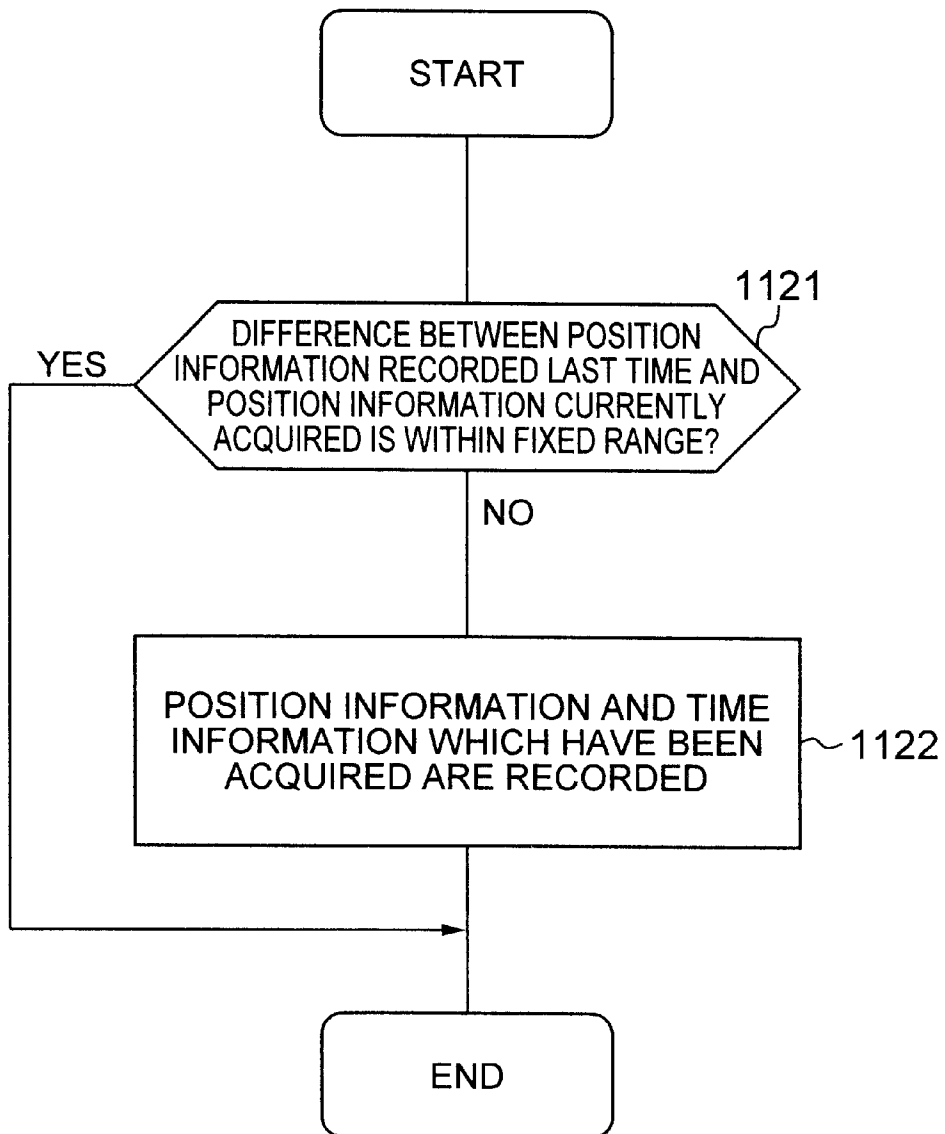 START
1121
DIFFERENCE BETWEEN POSITION
INFORMATION RECORDED LAST TIME AND
POSITION INFORMATION CURRENTLY
ACQUIRED IS WITHIN FIXED RANGE?
YES
NO
POSITION INFORMATION AND TIME
INFORMATION WHICH HAVE BEEN
ACQUIRED ARE RECORDED
1122
END